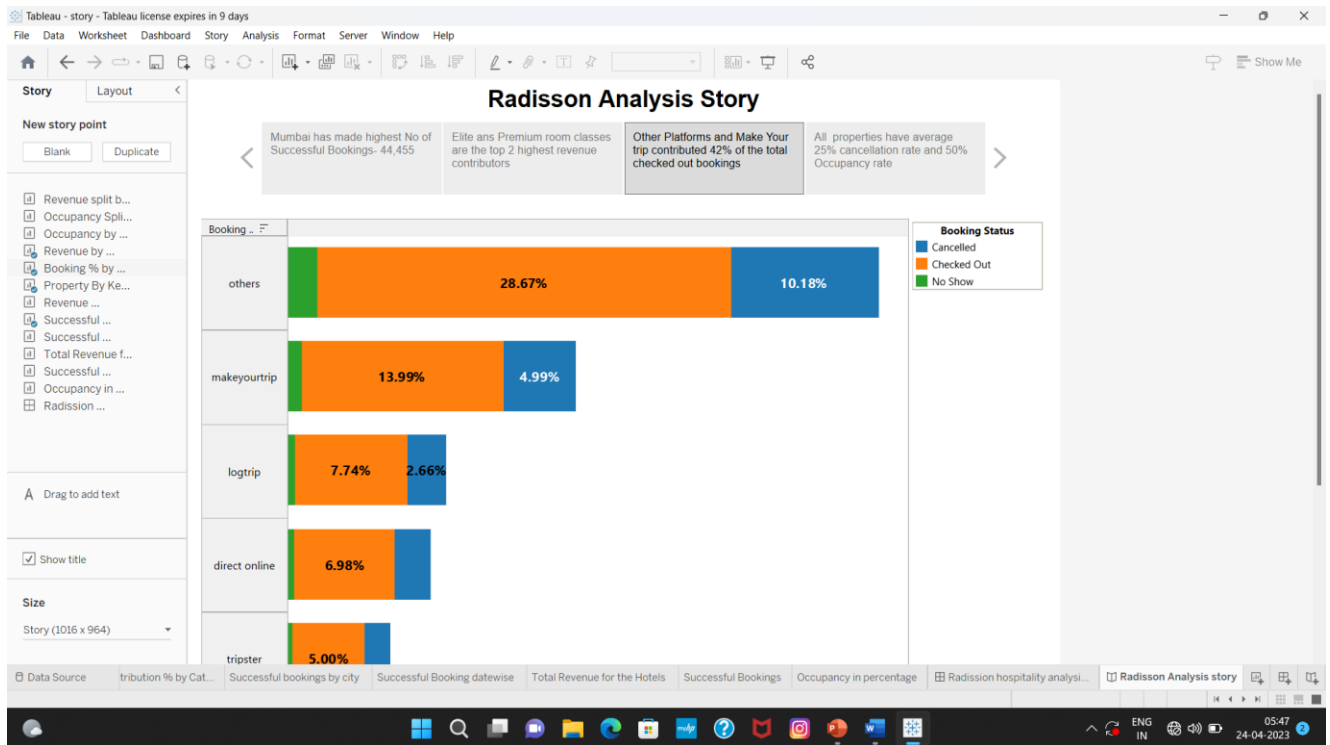 Tableau - story - Tableau license expires in 9 days
File Data Worksheet Dashboard Story Analysis Format Server Window Help
Show Me
Story Layout
New story point
Blank Duplicate
Revenue split b...
Occupancy Spli...
Occupancy by ...
Revenue by ...
Booking % by ...
Property By Ke...
Revenue ...
Successful ...
Successful ...
Total Revenue f...
Successful ...
Occupancy in ...
Radission ...
A Drag to add text
Show title
Size
Story (1016 x 964)
Radisson Analysis Story
Mumbai has made highest No of
Successful Bookings- 44,455
Elite ans Premium room classes
are the top 2 highest revenue
contributors
Other Platforms and Make Your
trip contributed 42% of the total
checked out bookings
All properties have average
25% cancellation rate and 50%
Occupancy rate
Booking ..
Booking Status
Cancelled
Checked Out
No Show
others 28.67% 10.18%
makeyourtrip 13.99% 4.99%
logtrip 7.74% 2.66%
direct online 6.98%
tripster 5.00%
Data Source tribution % by Cat... Successful bookings by city Successful Booking datewise Total Revenue for the Hotels Successful Bookings Occupancy in percentage Radission hospitality analysi... Radisson Analysis story
ENG
IN
05:47
24-04-2023
2